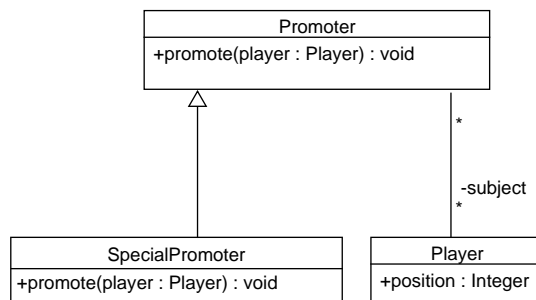 Promoter
+promote(player : Player) : void
*
-subject
*
SpecialPromoter
+promote(player : Player) : void
Player
+position : Integer